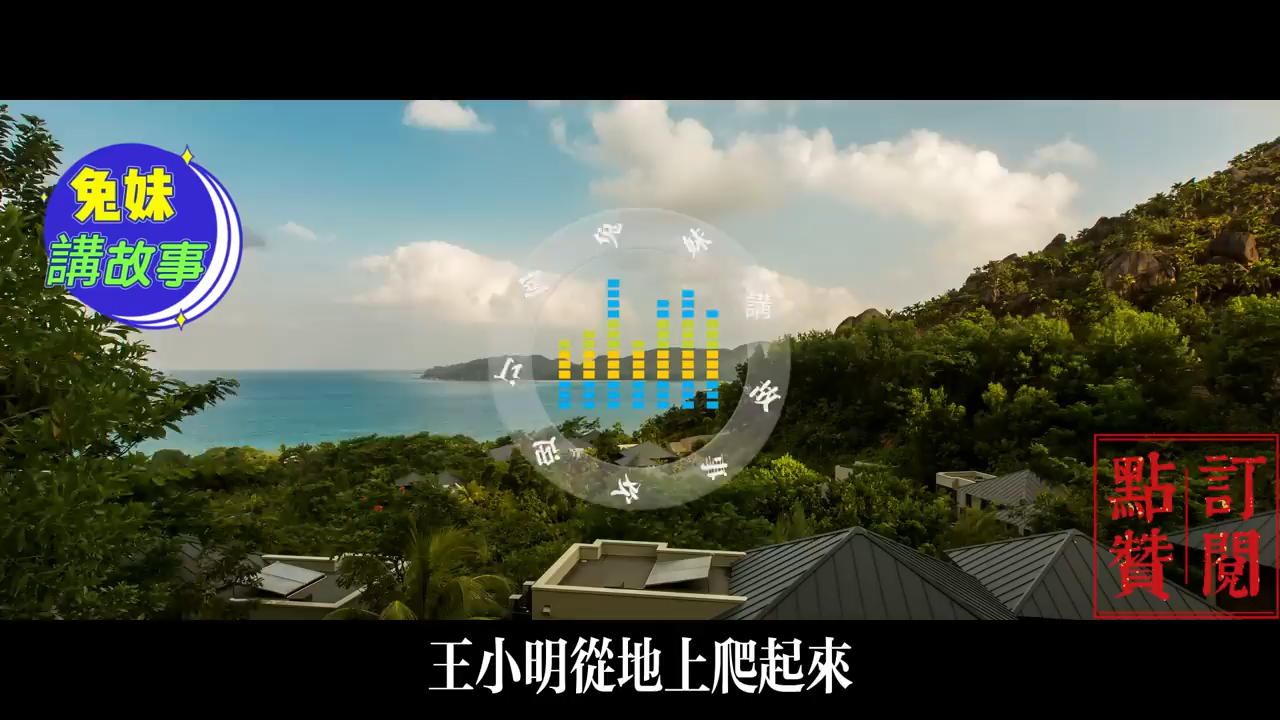 兔妹
講故事
點贊
訂閱
王小明從地上爬起來